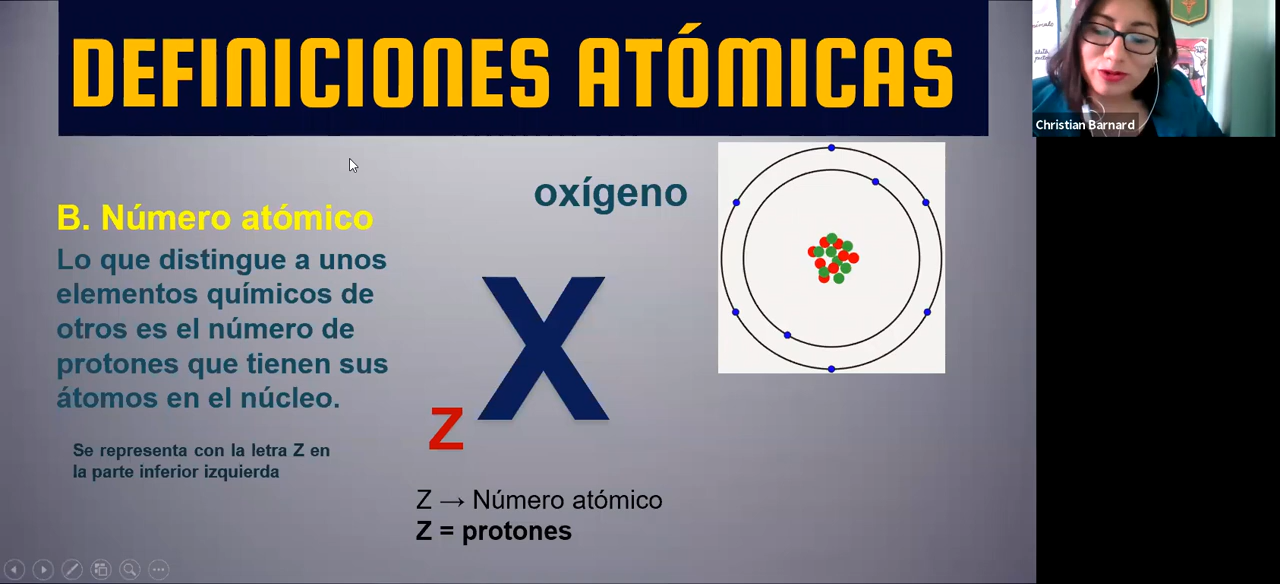 DEFINICIONES ATÓMICAS
Christian Barnard
B. Número atómico
Lo que distingue a unos
elementos químicos de
otros es el número de
protones que tienen sus
átomos en el núcleo.
Se representa con la letra Z en
la parte inferior izquierda
oxígeno
X
Z
Z → Número atómico
Z = protones